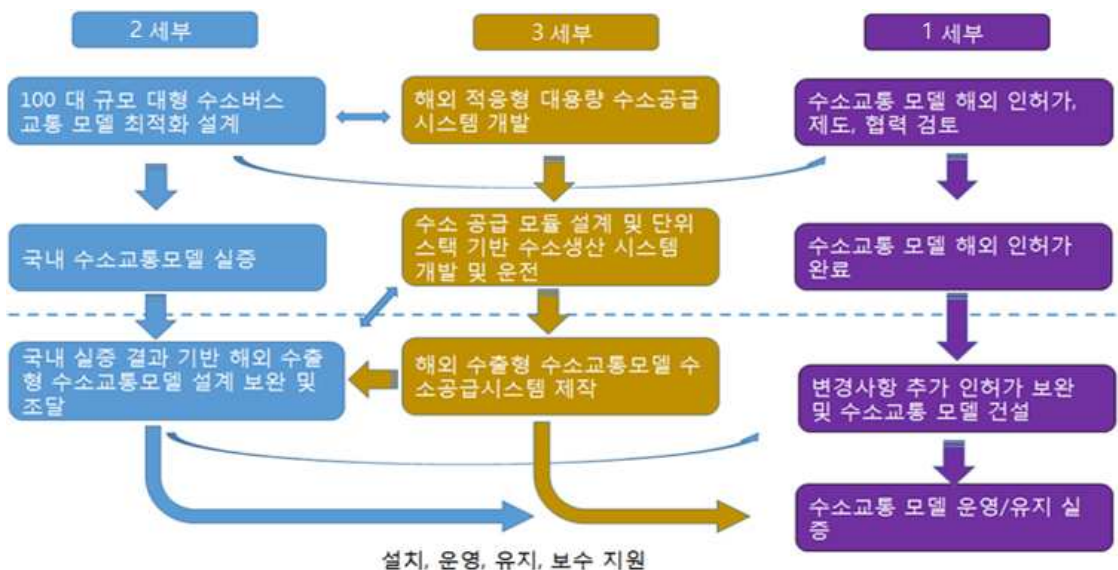 2 세부
3 세부
1 세부
100 대 규모 대형 수소버스
교통 모델 최적화 설계
해외 적응형 대용량 수소공급
시스템 개발
수소교통 모델 해외 인허가,
제도, 협력 검토
국내 수소교통모델 실증
수소 공급 모듈 설계 및 단위
스택 기반 수소생산 시스템
개발 및 운전
수소교통 모델 해외 인허가
완료
국내 실증 결과 기반 해외 수출
형 수소교통모델 설계 보완 및
조달
해외 수출형 수소교통모델 수
소공급시스템 제작
변경사항 추가 인허가 보완
및 수소교통 모델 건설
수소교통 모델 운영/유지 실
증
설치, 운영, 유지, 보수 지원